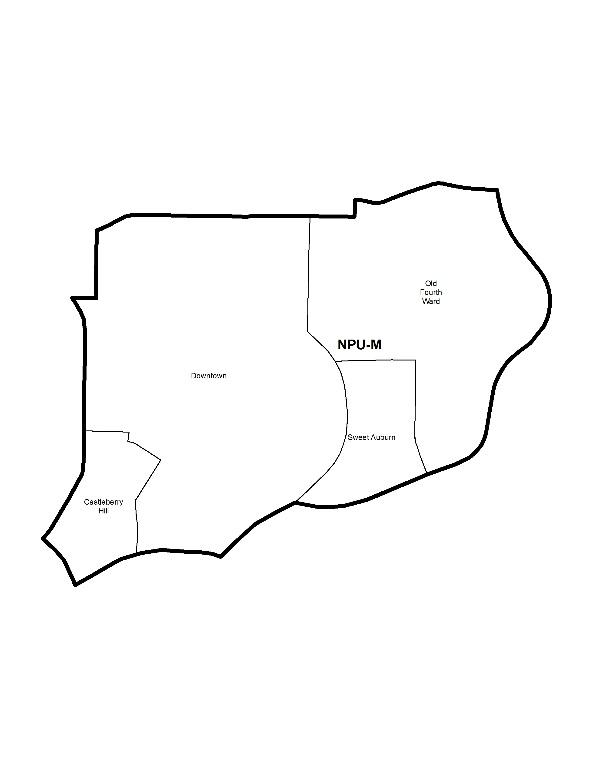 Old
Fourth
Ward
NPU-M
Downtown
Sweet Auburn
Castleberry
Hill